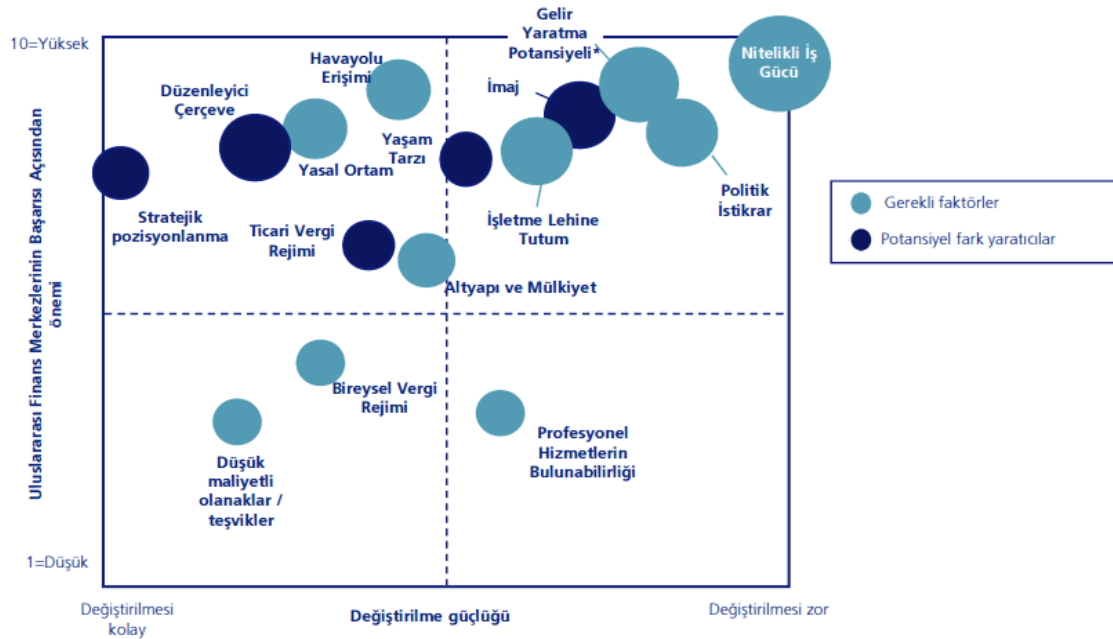 Uluslararası Finans Merkezlerinin Başarısı Açısından
önemi
10=Yüksek
1=Düşük
Gelir
Yaratma
Potansiyeli*
Nitelikli İş
Gücü
Havayolu
Erişimi
İmaj
Düzenleyici
Çerçeve
Yaşam
Tarzı
Yasal Ortam
Politik
İstikrar
Stratejik
pozisyonlanma
Ticari Vergi
Rejimi
İşletme Lehine
Tutum
Altyapı ve Mülkiyet
Bireysel Vergi
Rejimi
Profesyonel
Hizmetlerin
Bulunabilirliği
Düşük
maliyetli
olanaklar /
teşvikler
Gerekli faktörler
Potansiyel fark yaratıcılar
Değiştirilmesi
kolay
Değiştirilme güçlüğü
Değiştirilmesi zor